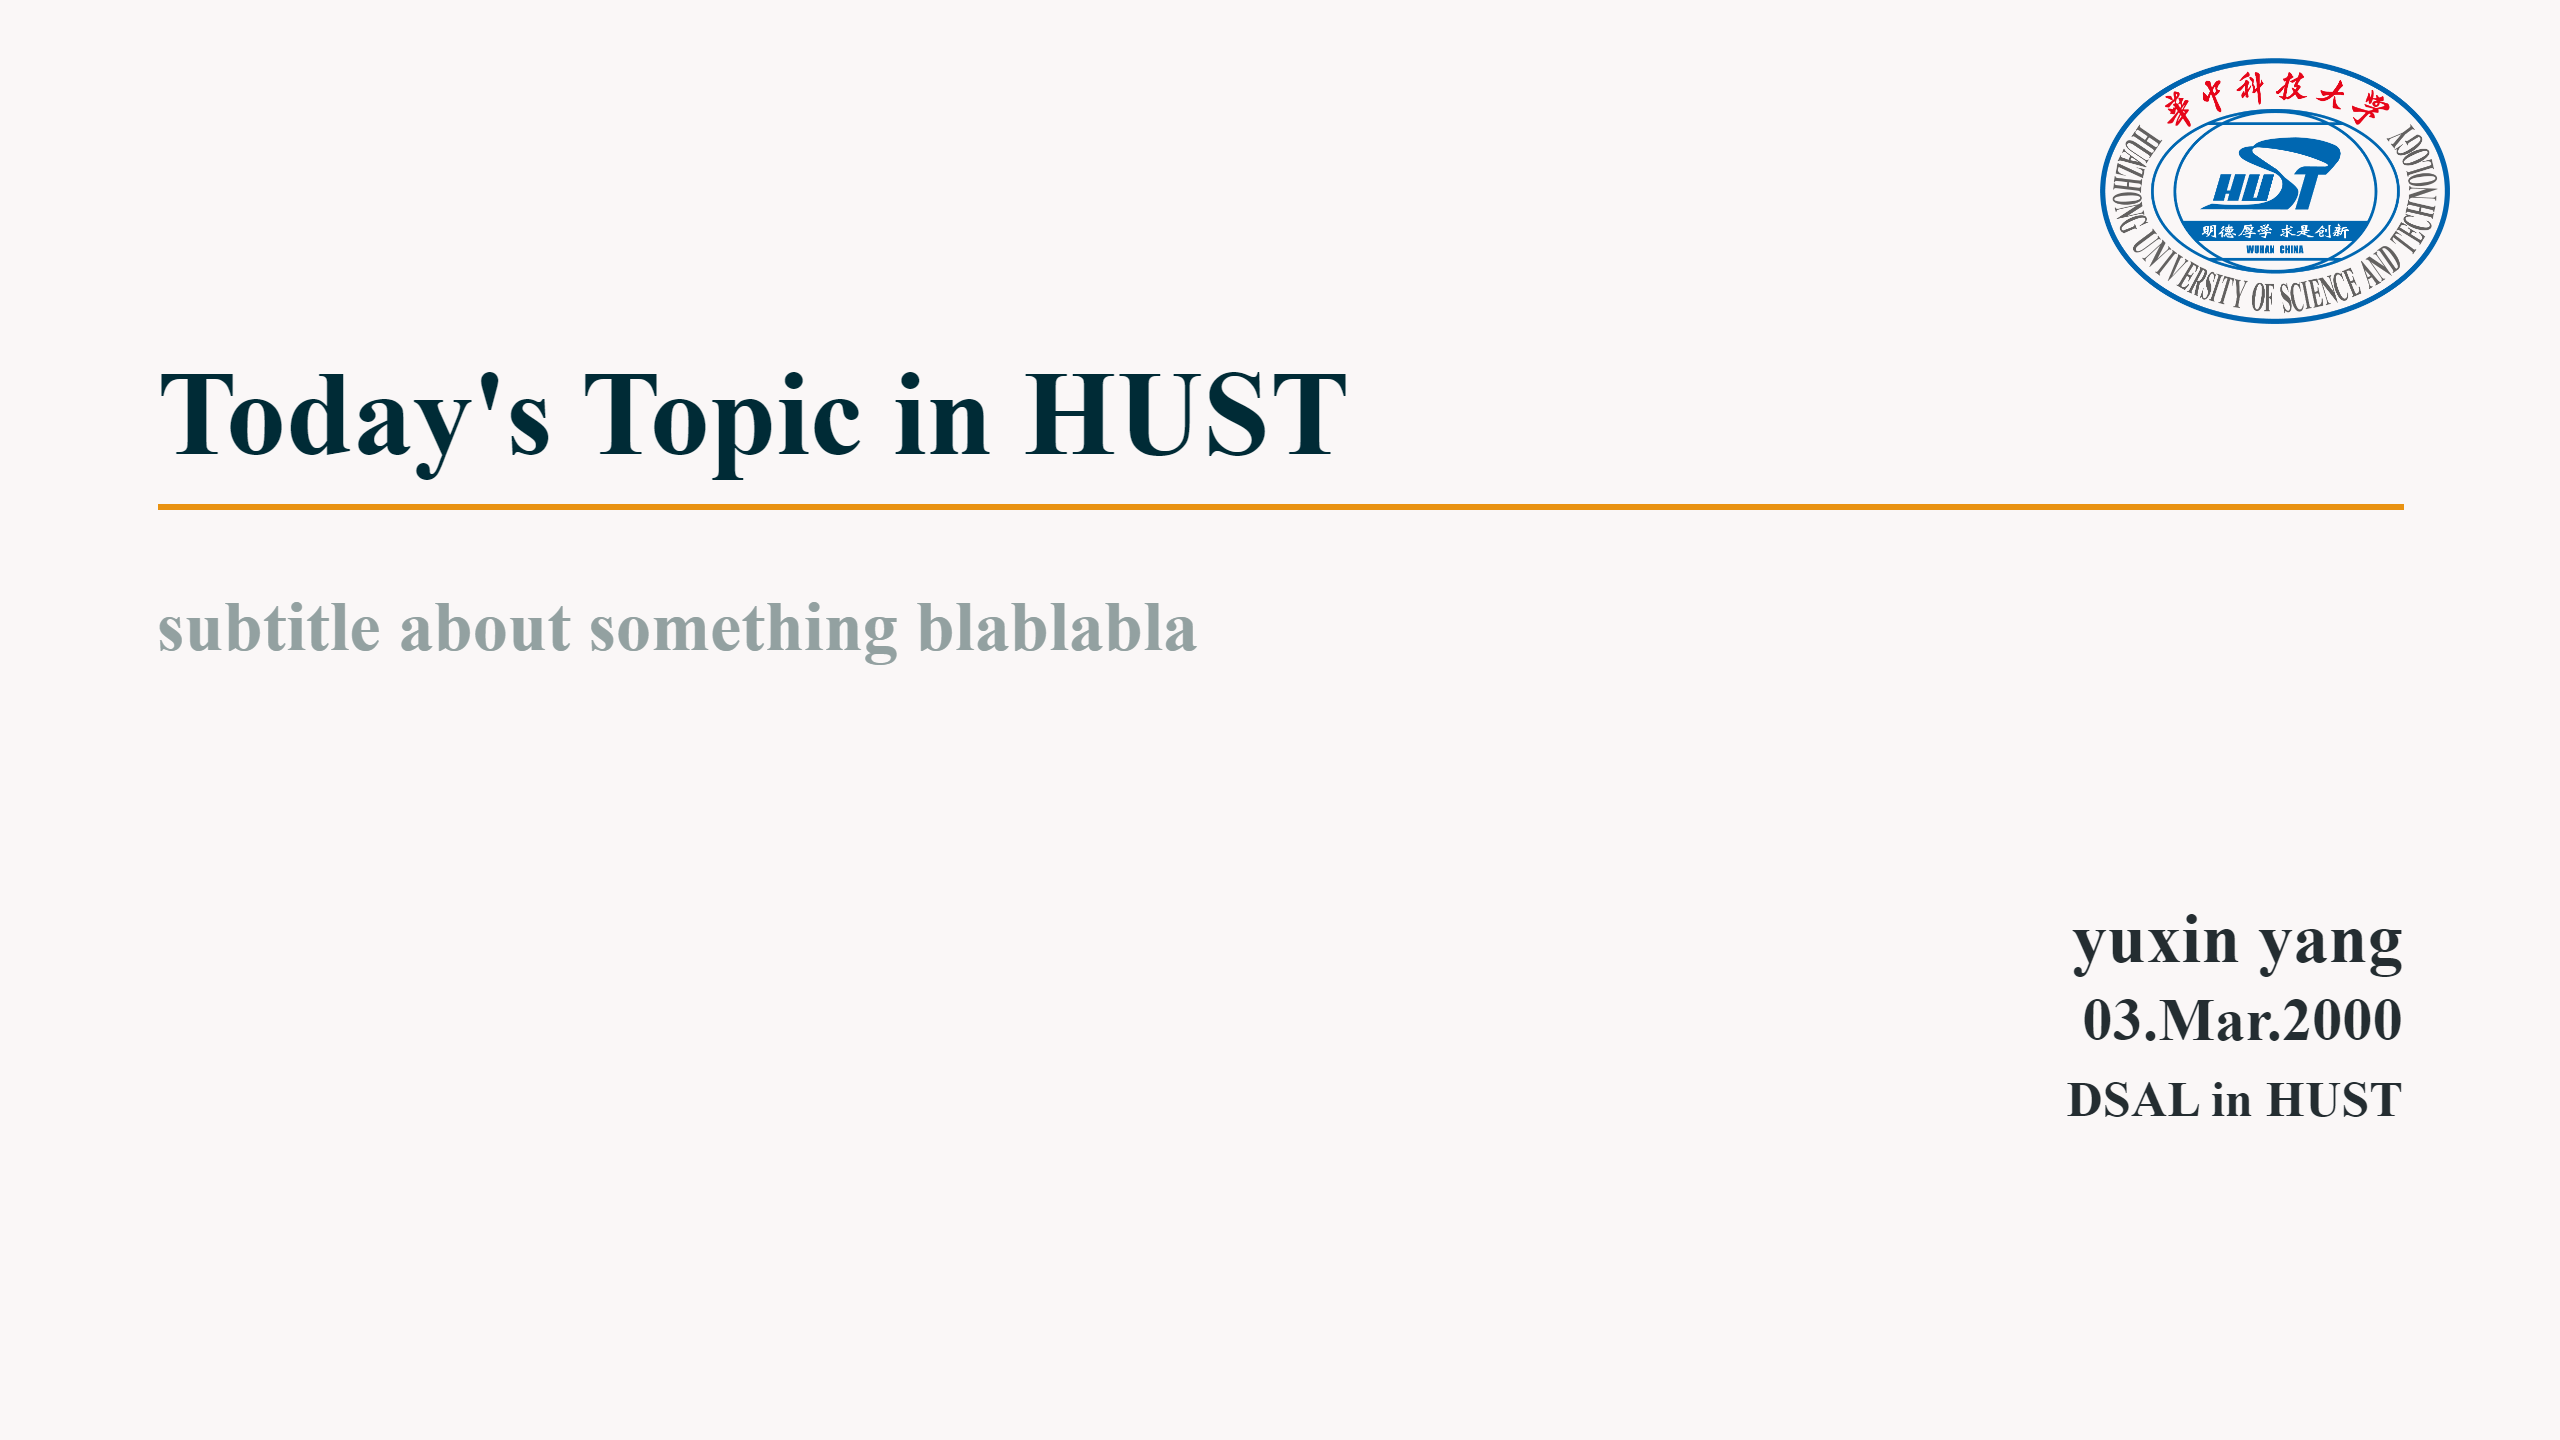 華中科技大学
HUAZHONG UNIVERSITY OF SCIENCE AND TECHNOLOGY
HUST
明德厚学 求是创新
WUHAN CHINA
Today's Topic in HUST
subtitle about something blablabla
yuxin yang
03.Mar.2000
DSAL in HUST